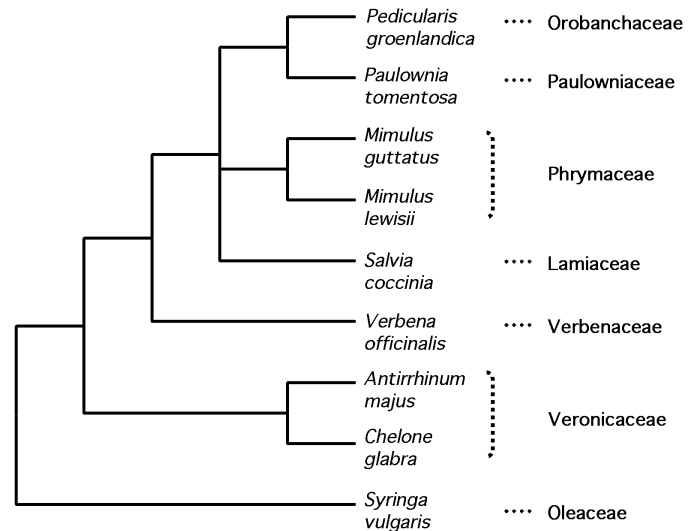 Pedicularis
groenlandica
Orobanchaceae
Paulownia
tomentosa
Paulowniaceae
Mimulus
guttatus
Phrymaceae
Mimulus
lewisii
Salvia
coccinia
Lamiaceae
Verbena
officinalis
Verbenaceae
Antirrhinum
majus
Veronicaceae
Chelone
glabra
Syringa
vulgaris
Oleaceae